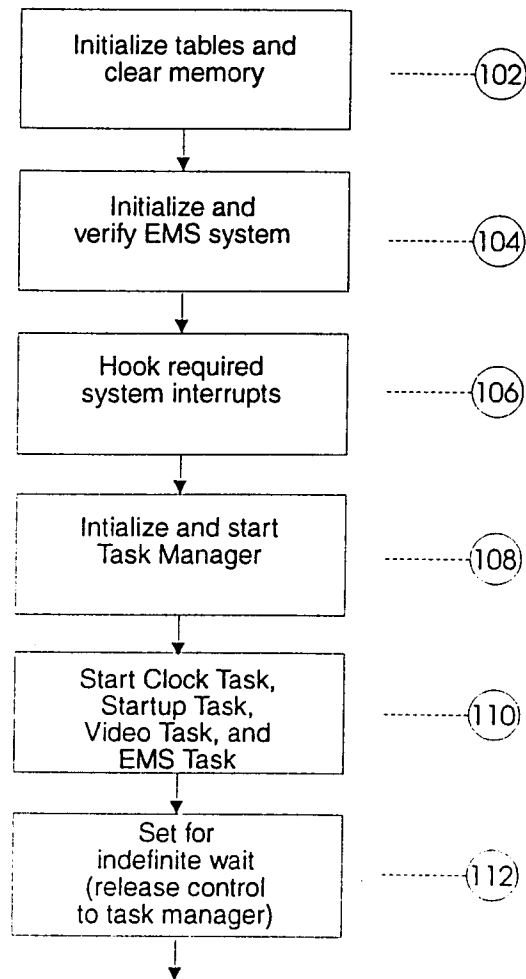 Initialize tables and
clear memory
102
Initialize and
verify EMS system
104
Hook required
system interrupts
106
Intialize and start
Task Manager
108
Start Clock Task,
Startup Task,
Video Task, and
EMS Task
110
Set for
indefinite wait
(release control
to task manager)
112